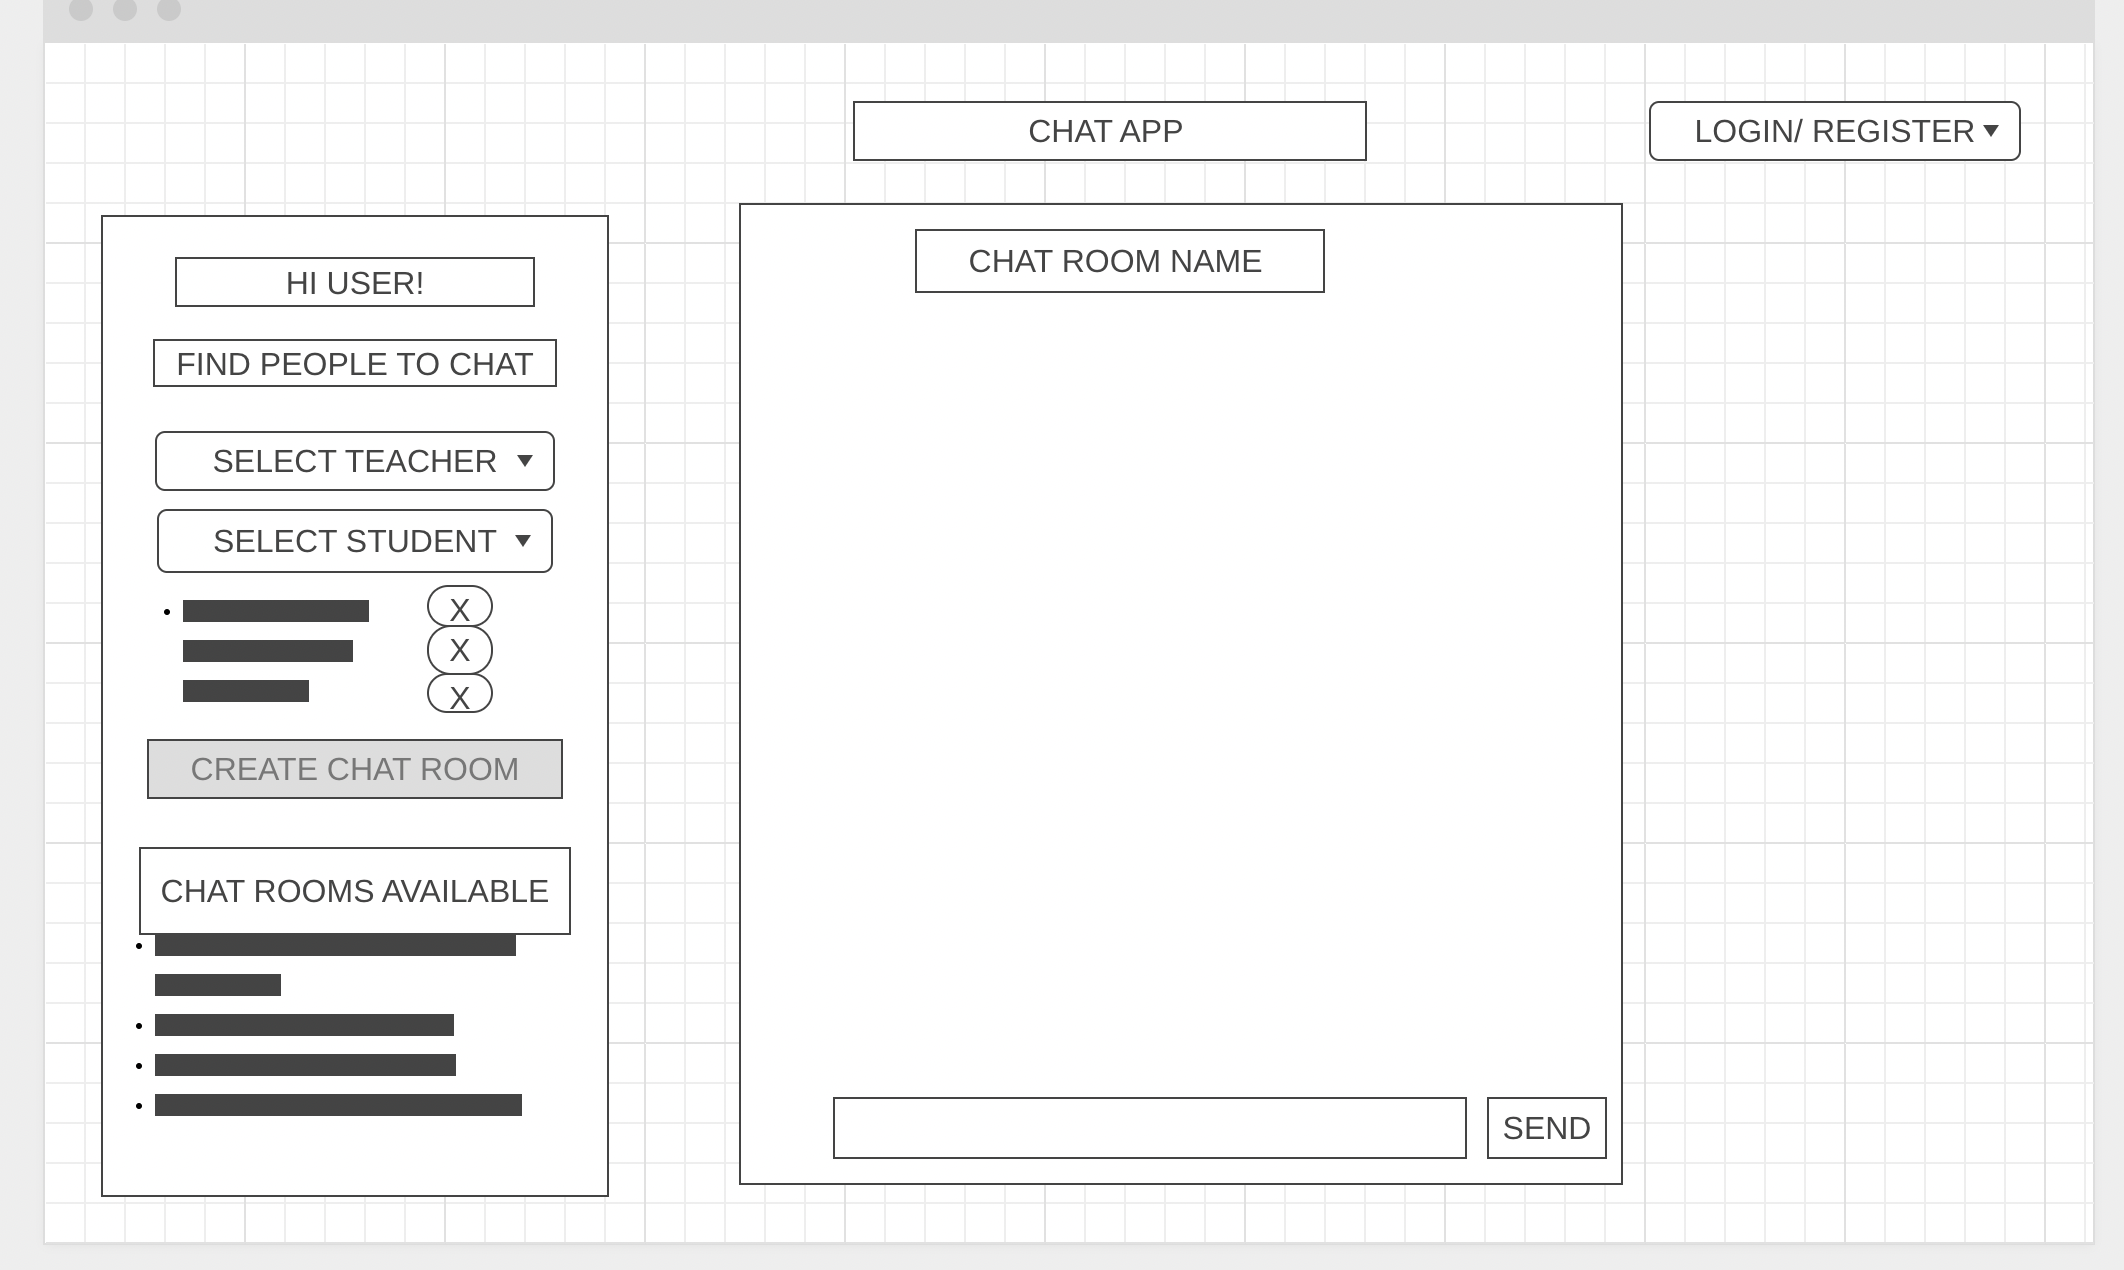 CHAT APP
LOGIN/ REGISTER
HI USER!
FIND PEOPLE TO CHAT
SELECT TEACHER
SELECT STUDENT
X
X
X
CREATE CHAT ROOM
CHAT ROOMS AVAILABLE
CHAT ROOM NAME
SEND